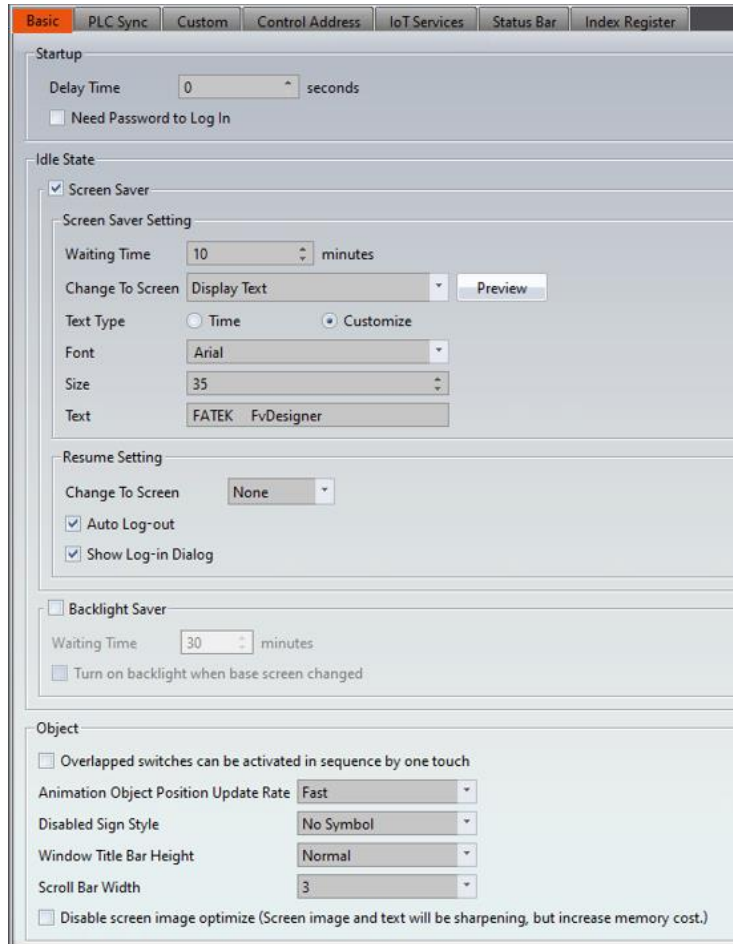 Basic PLC Sync Custom Control Address IoT Services Status Bar Index Register
Startup
Delay Time 0 seconds
Need Password to Log In
Idle State
Screen Saver
Screen Saver Setting
Waiting Time 10 minutes
Change To Screen Display Text Preview
Text Type Time Customize
Font Arial
Size 35
Text FATEK FvDesigner
Resume Setting
Change To Screen None
Auto Log-out
Show Log-in Dialog
Backlight Saver
Waiting Time 30 minutes
Turn on backlight when base screen changed
Object
Overlapped switches can be activated in sequence by one touch
Animation Object Position Update Rate Fast
Disabled Sign Style No Symbol
Window Title Bar Height Normal
Scroll Bar Width 3
Disable screen image optimize (Screen image and text will be sharpening, but increase memory cost.)